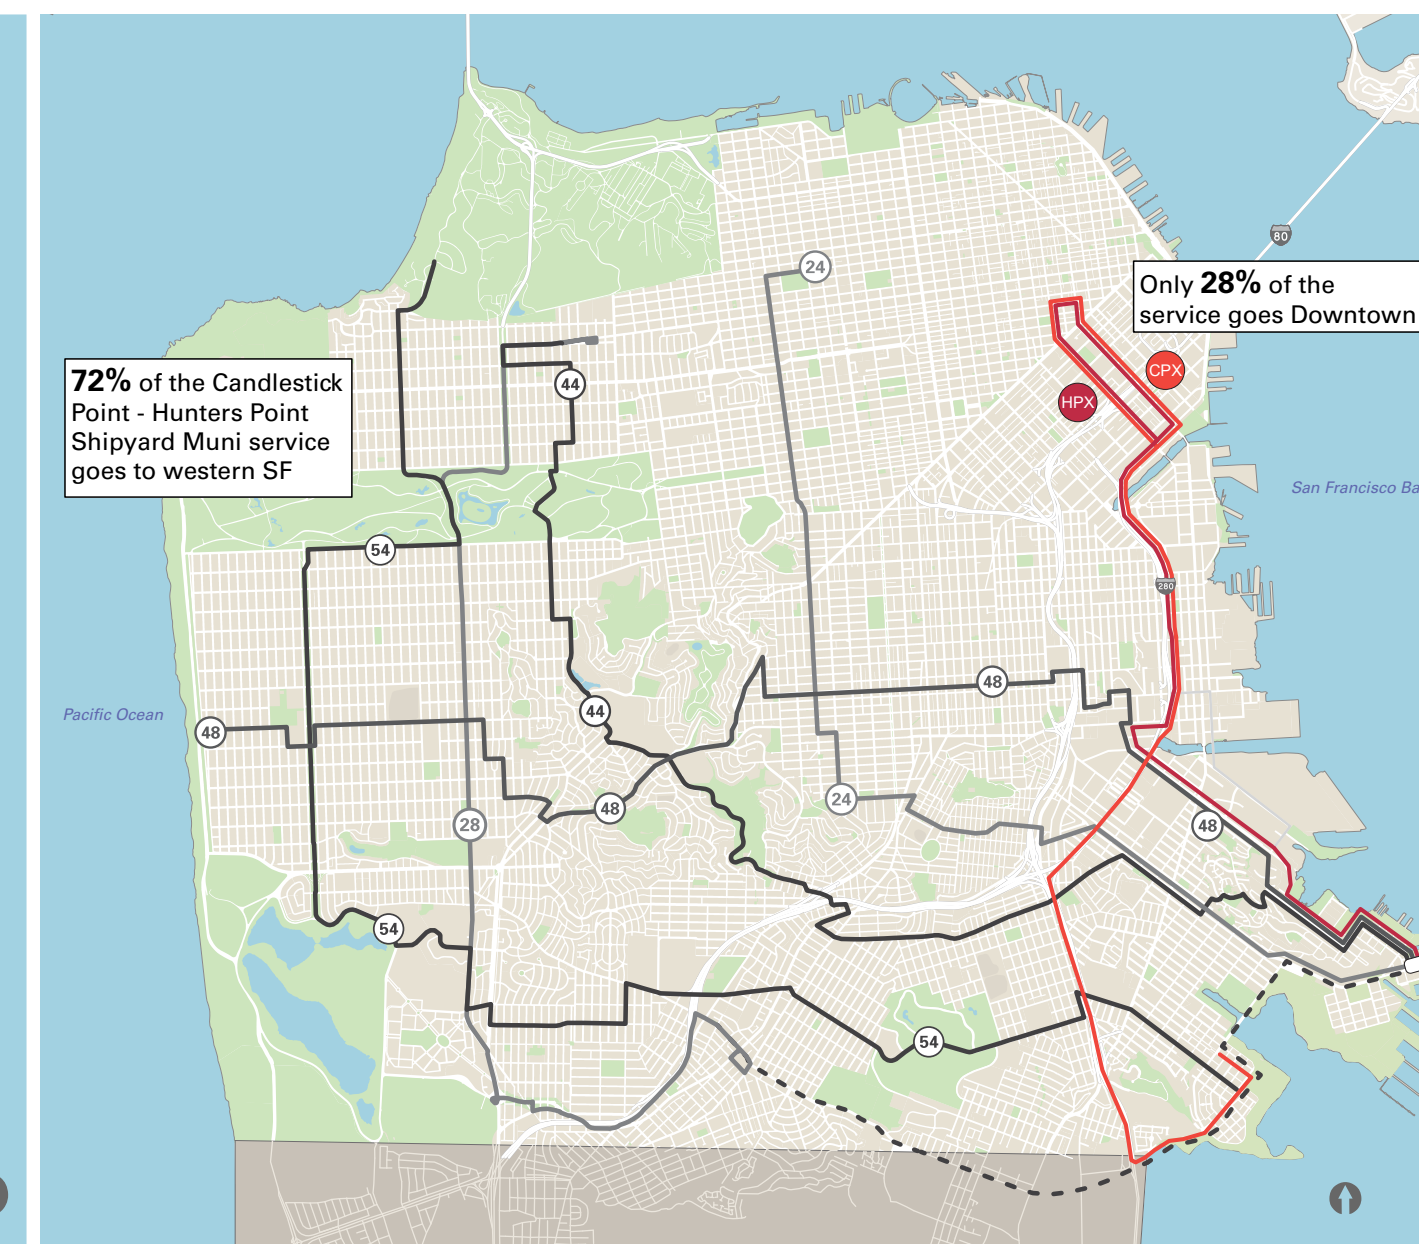 24
80
Only 28% of the
service goes Downtown
CPX
72% of the Candlestick
Point - Hunters Point
Shipyard Muni service
goes to western SF
44
HPX
San Francisco Ba
54
280
48
44
Pacific Ocean
48
24
48
28
48
54
54